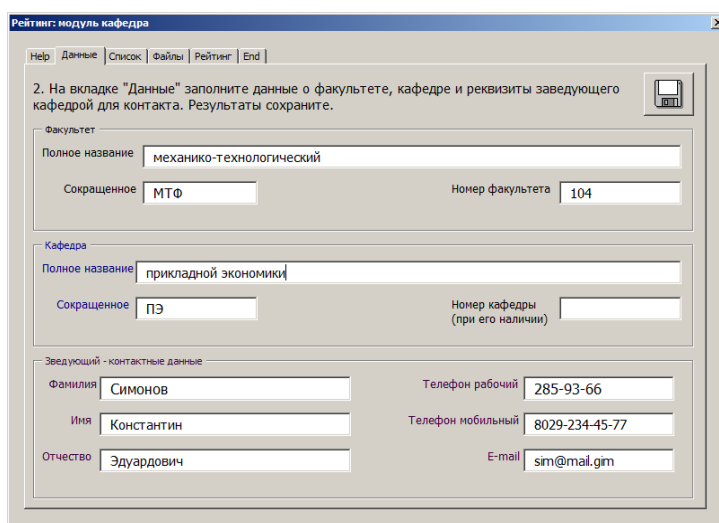 Рейтинг: модуль кафедра
Help Данные Список Файлы Рейтинг End
2. На вкладке "Данные" заполните данные о факультете, кафедре и реквизиты заведующего
кафедрой для контакта. Результаты сохраните.
Факультет
Полное название механико-технологический
Сокращенное МТФ Номер факультета 104
Кафедра
Полное название прикладной экономики
Сокращенное ПЭ Номер кафедры
(при его наличии)
Зведующий - контактные данные
Фамилия Симонов Телефон рабочий 285-93-66
Имя Константин Телефон мобильный 8029-234-45-77
Отчество Эдуардович E-mail sim@mail.gim